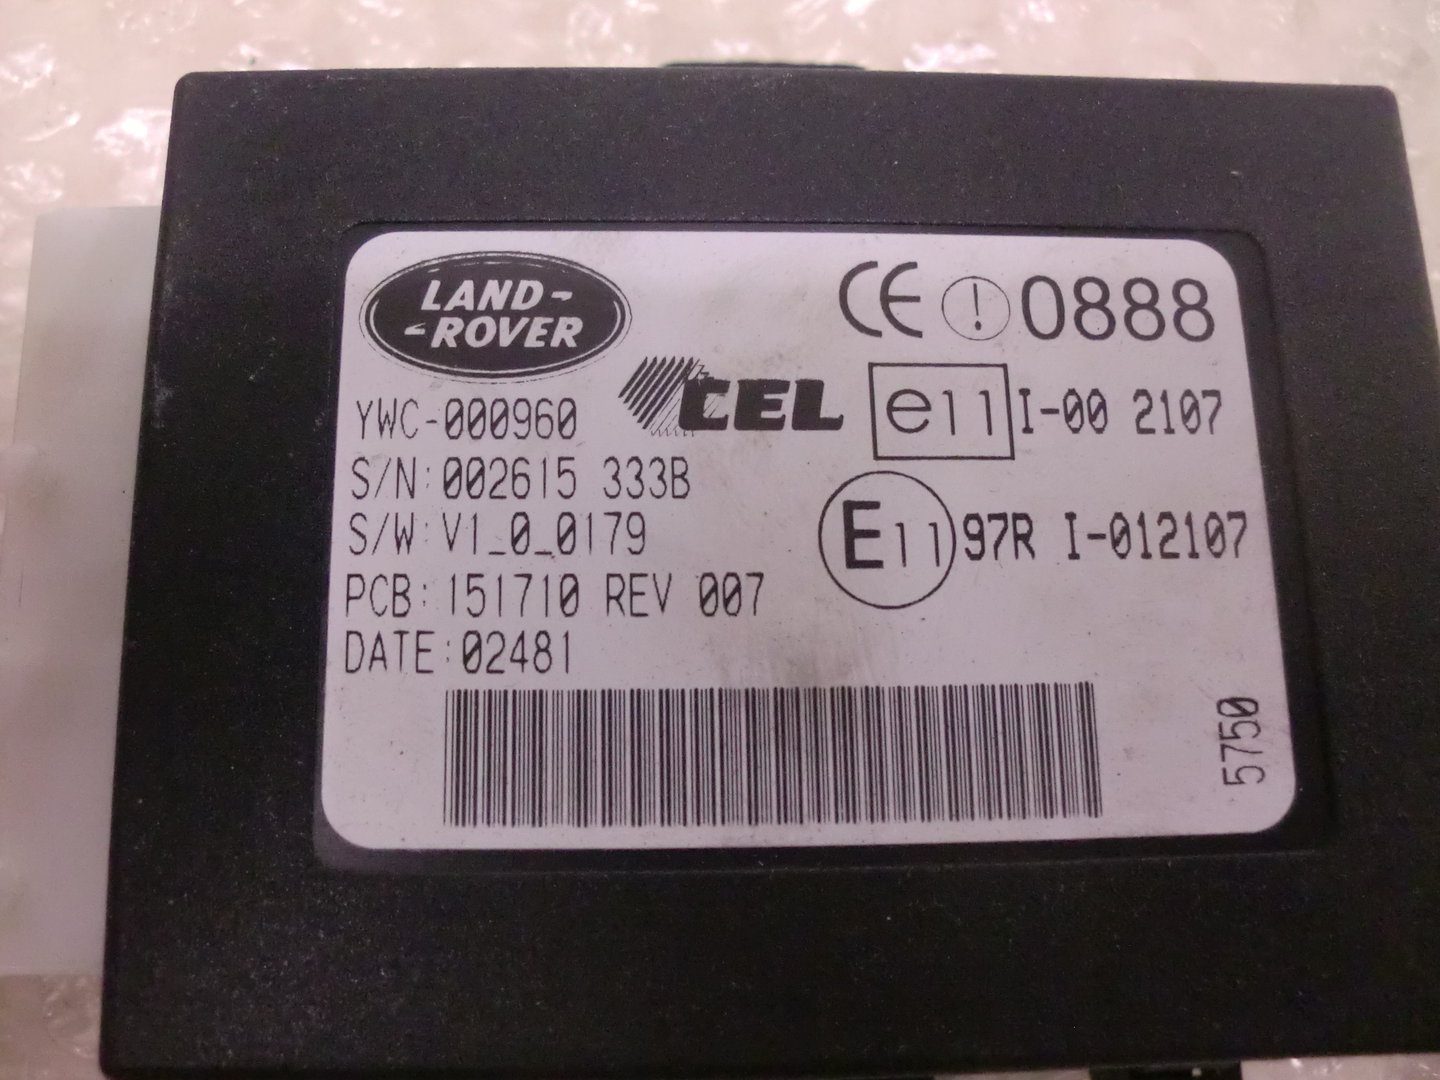 LAND-
-ROVER
CE ! 0888
YWC-000960
CEL
e11 I-00 2107
S/N: 002615 333B
S/W: V1_0_0179
E11 97R I-012107
PCB: 151710 REV 007
DATE: 02481
5750